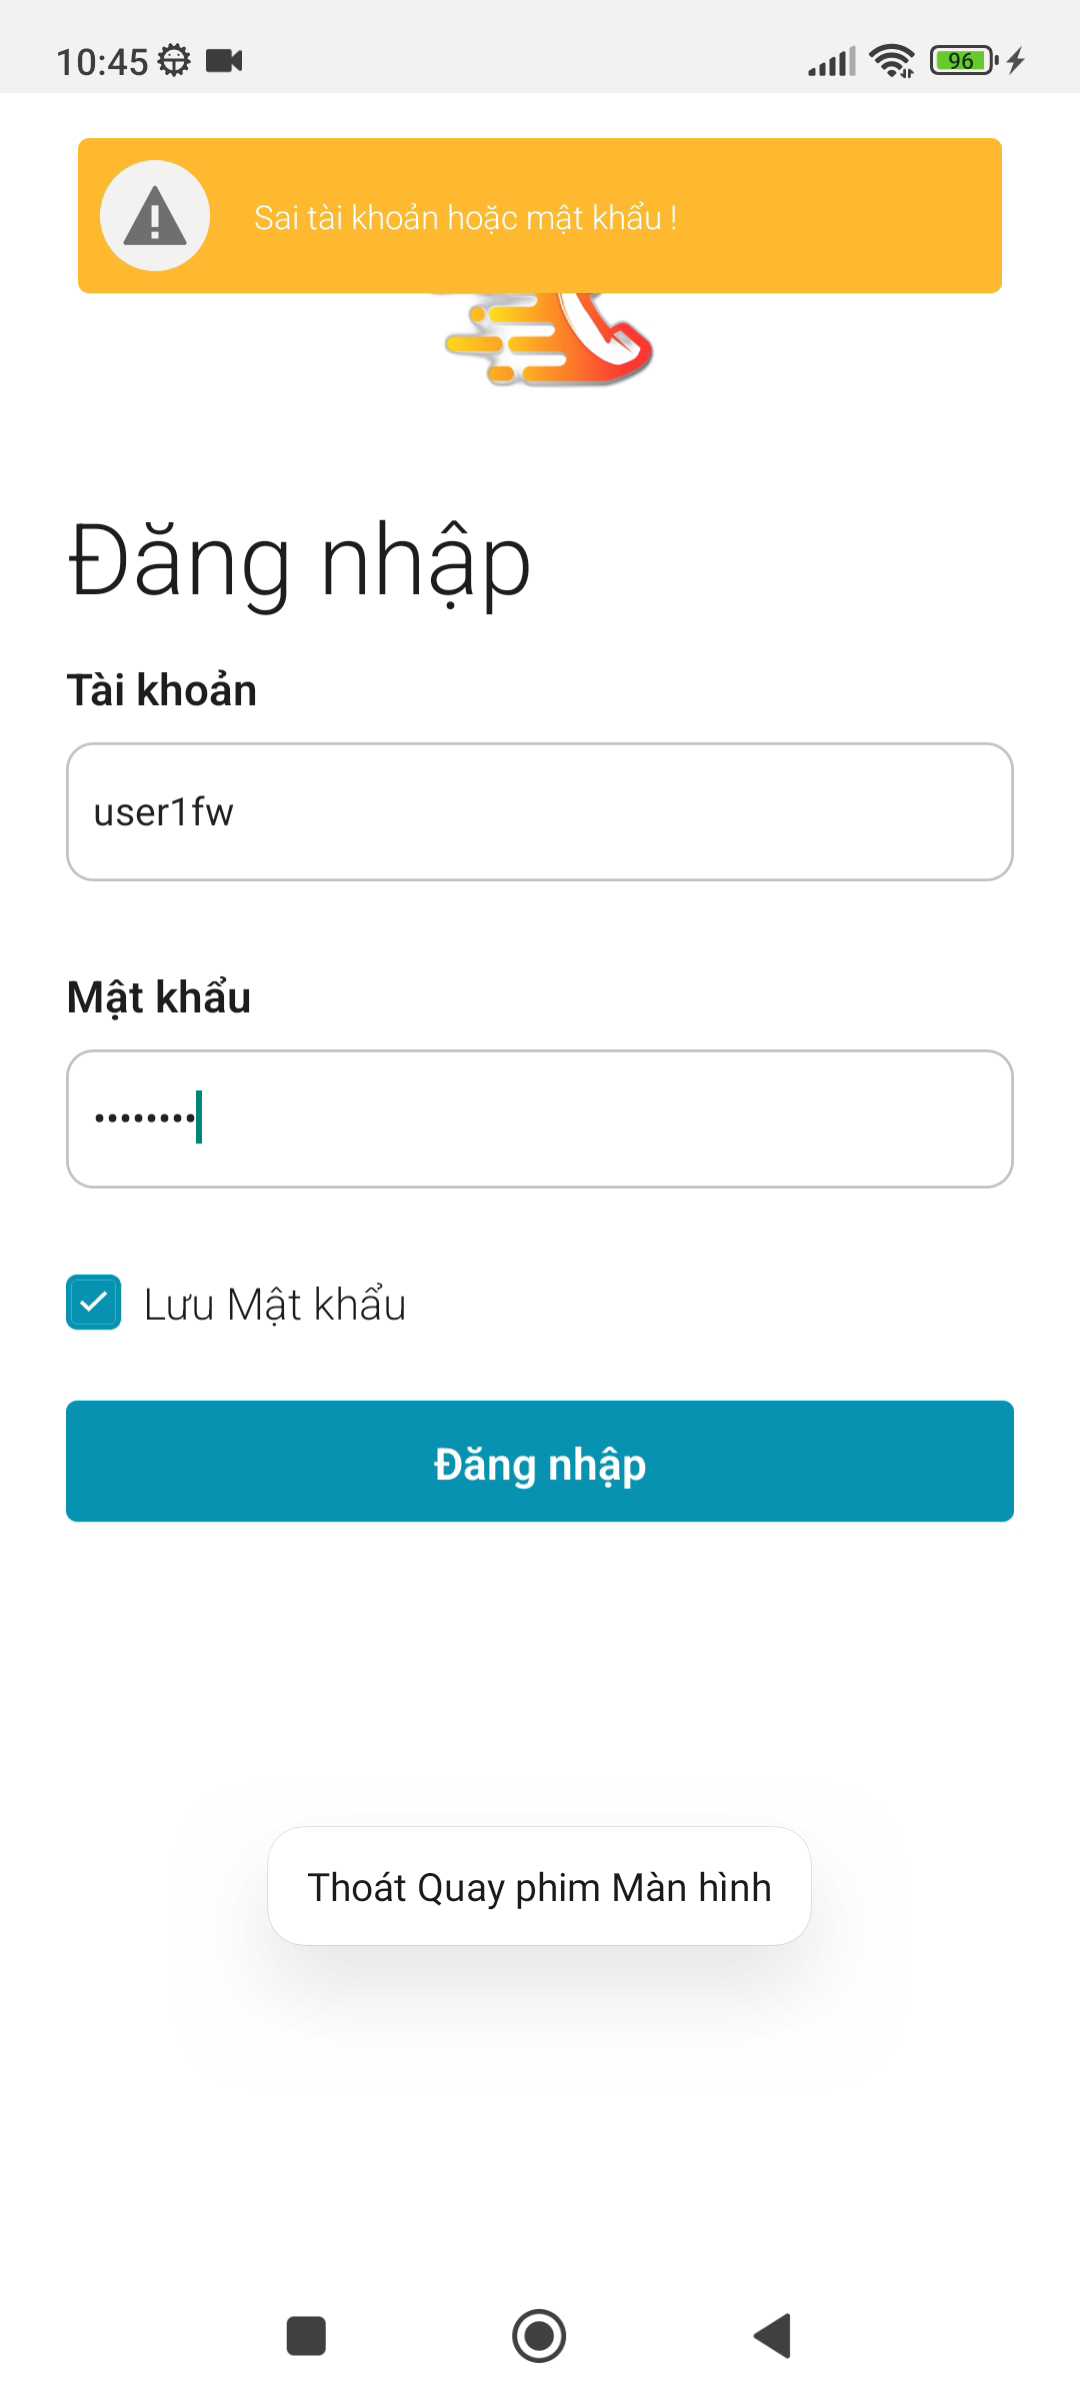 10:45
96
Sai tài khoản hoặc mật khẩu !
Đăng nhập
Tài khoản
user1fw
Mật khẩu
••••••••
Lưu Mật khẩu
Đăng nhập
Thoát Quay phim Màn hình